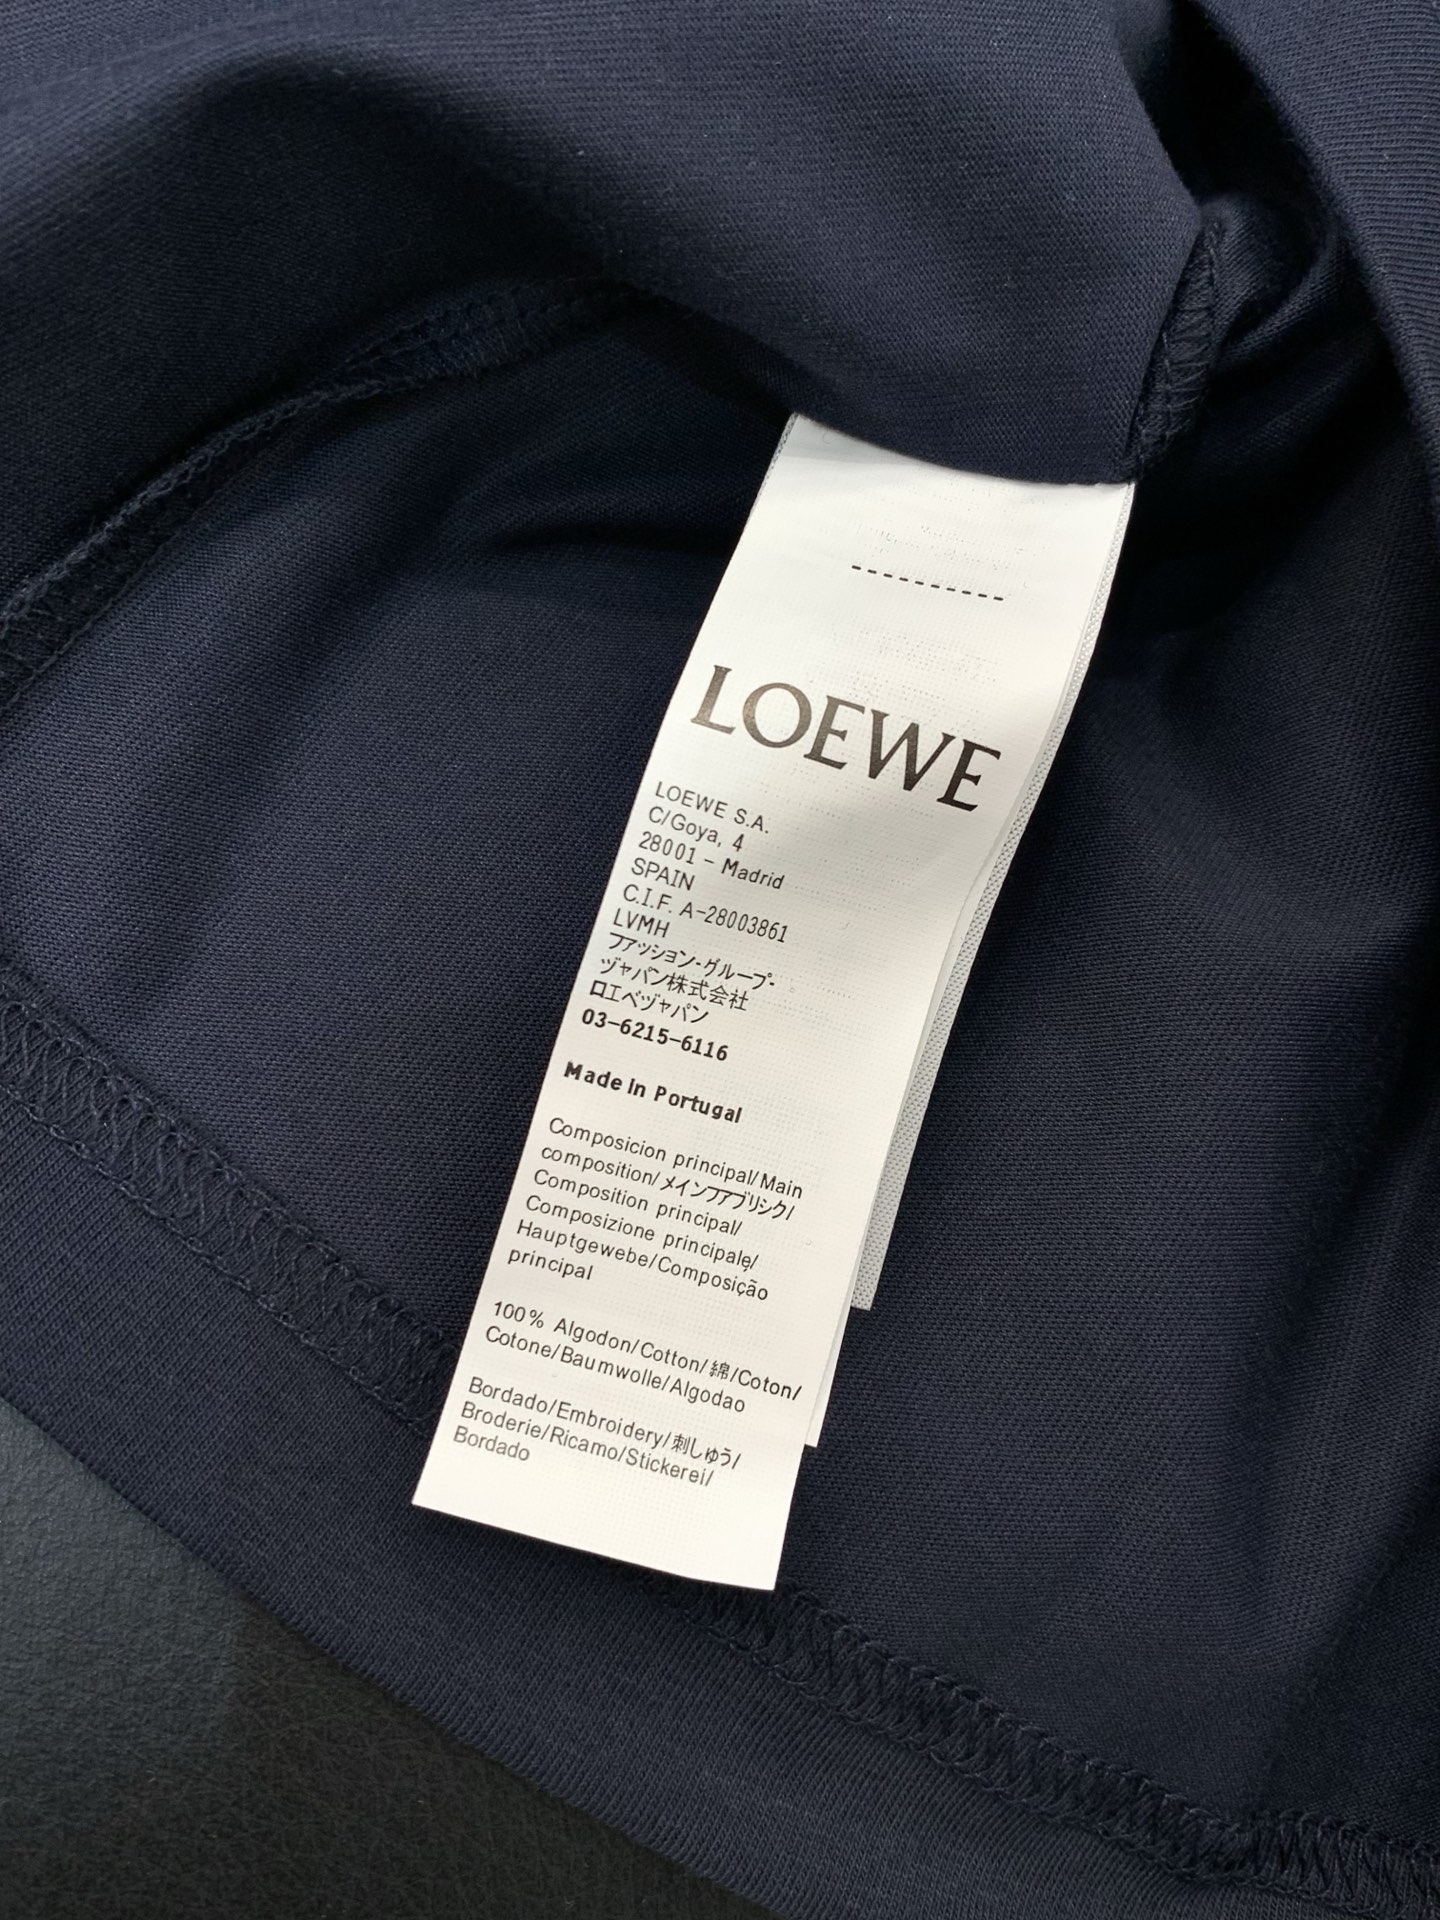 LOEWE
LOEWE S.A.
C/Goya, 4
28001 - Madrid
SPAIN
C.I.F. A-28003861
LVMH
ファッション-グループ-
ヅャパン株式会社
ロエベヅャパン
03-6215-6116
Made In Portugal
Composicion principal/Main
composition/メインファブリシク/
Composition principal/
Composizione principale/
Hauptgewebe/Composição
principal
100% Algodon/Cotton/綿/Coton/
Cotone/Baumwolle/Algodao
Bordado/Embroidery/刺しゅう/
Broderie/Ricamo/Stickerei/
Bordado